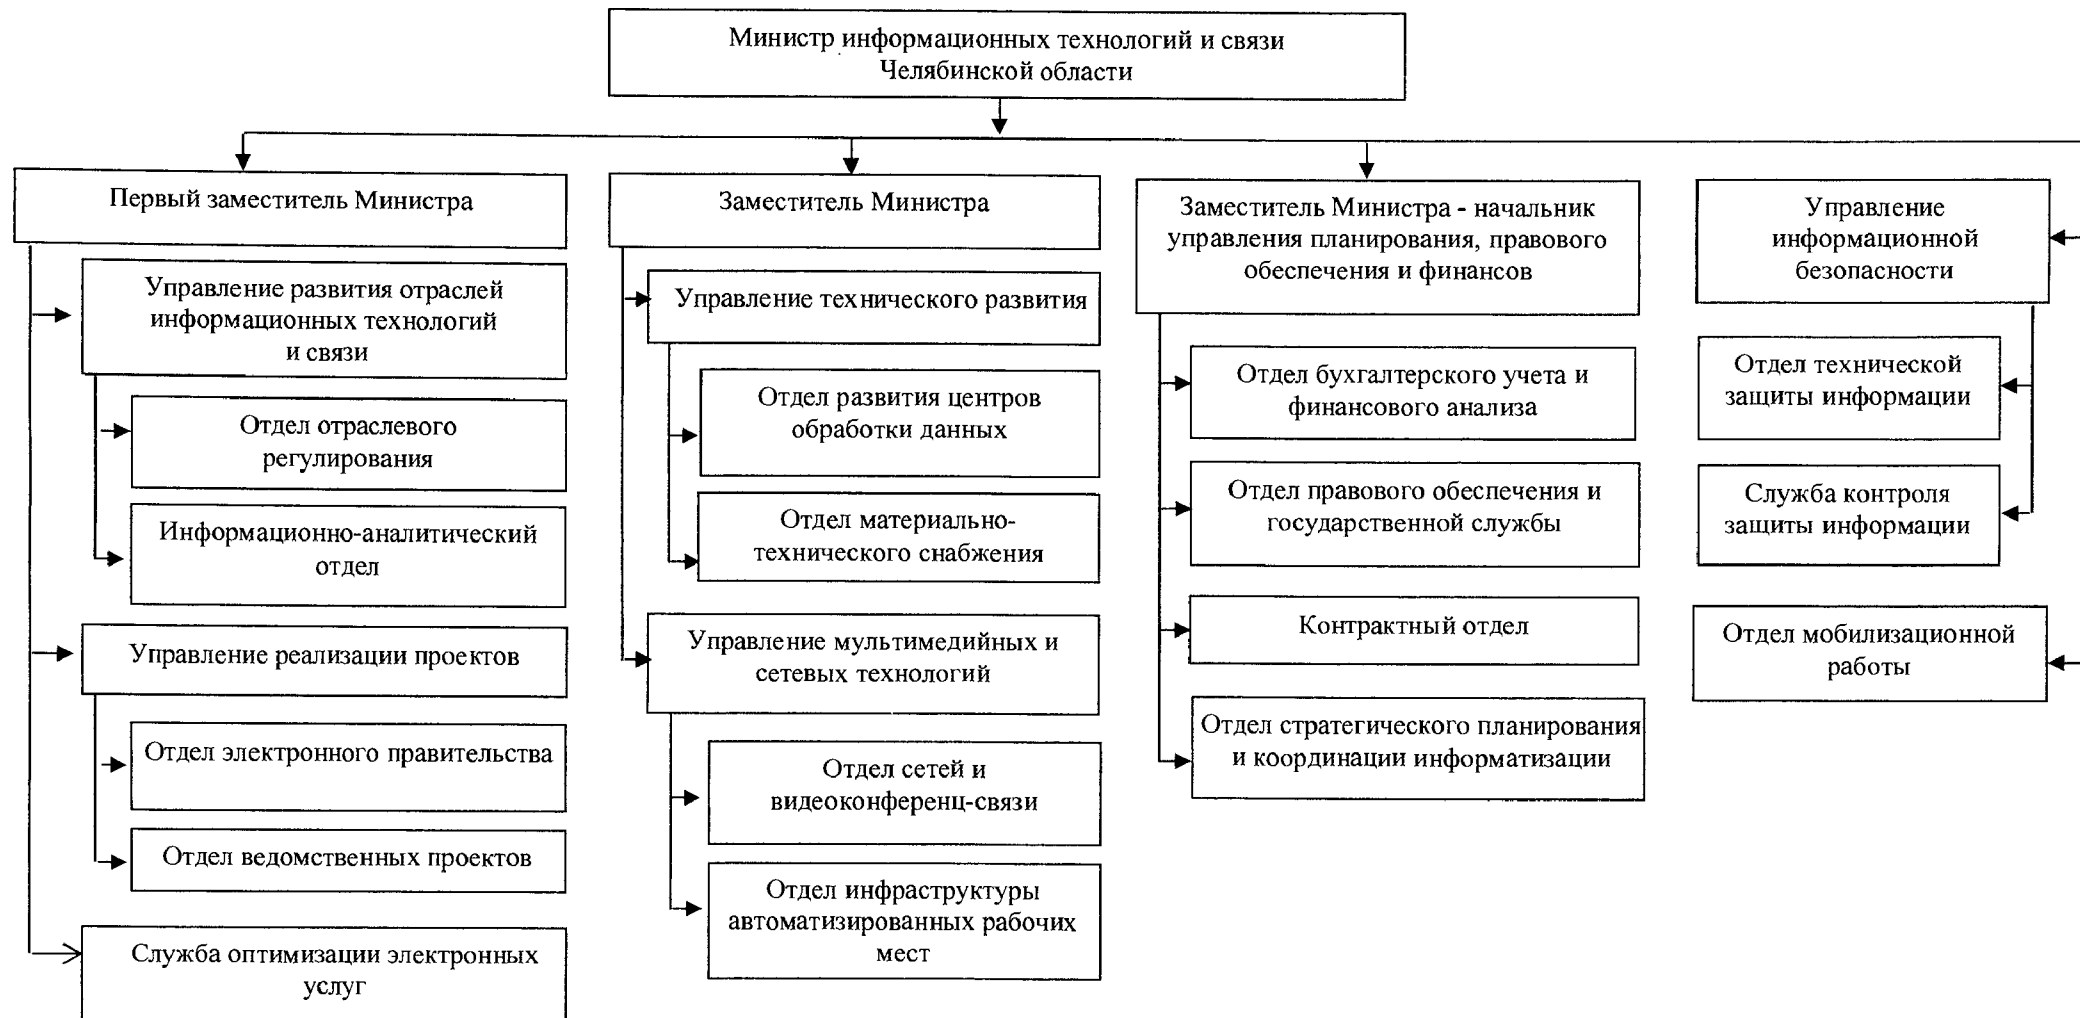 Министр информационных технологий и связи
Челябинской области
Первый заместитель Министра
Управление развития отраслей
информационных технологий
и связи
Отдел отраслевого
регулирования
Информационно-аналитический
отдел
Управление реализации проектов
Отдел электронного правительства
Отдел ведомственных проектов
Служба оптимизации электронных
услуг
Заместитель Министра
Управление технического развития
Отдел развития центров
обработки данных
Отдел материально-
технического снабжения
Управление мультимедийных и
сетевых технологий
Отдел сетей и
видеоконференц-связи
Отдел инфраструктуры
автоматизированных рабочих
мест
Заместитель Министра - начальник
управления планирования, правового
обеспечения и финансов
Отдел бухгалтерского учета и
финансового анализа
Отдел правового обеспечения и
государственной службы
Контрактный отдел
Отдел стратегического планирования
и координации информатизации
Управление
информационной
безопасности
Отдел технической
защиты информации
Служба контроля
защиты информации
Отдел мобилизационной
работы